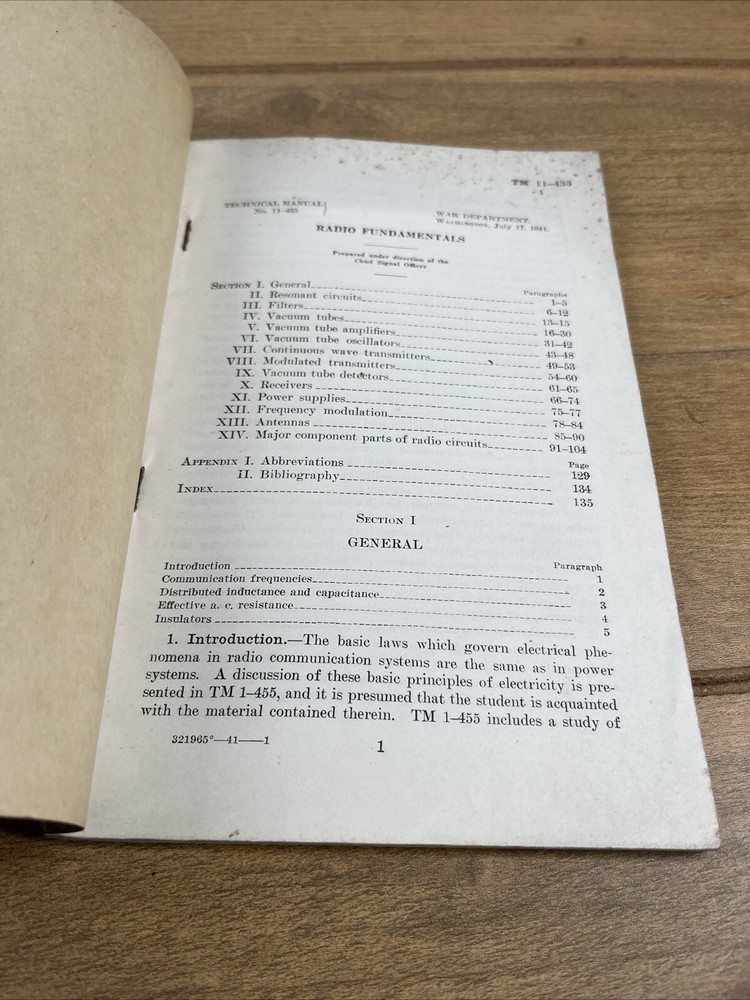 TM 11–455
1
TECHNICAL MANUAL
No. 11–455
WAR DEPARTMENT,
WASHINGTON, July 17, 1941.
RADIO FUNDAMENTALS
Prepared under direction of the
Chief Signal Officer
Paragraphs
SECTION I. General 1–5
II. Resonant circuits 6–12
III. Filters 13–15
IV. Vacuum tubes 16–30
V. Vacuum tube amplifiers 31–42
VI. Vacuum tube oscillators 43–48
VII. Continuous wave transmitters 49–53
VIII. Modulated transmitters 54–60
IX. Vacuum tube detectors 61–65
X. Receivers 66–74
XI. Power supplies 75–77
XII. Frequency modulation 78–84
XIII. Antennas 85–90
XIV. Major component parts of radio circuits 91–104
Page
APPENDIX I. Abbreviations 129
II. Bibliography 134
INDEX 135
SECTION I
GENERAL
Paragraph
Introduction 1
Communication frequencies 2
Distributed inductance and capacitance 3
Effective a. c. resistance 4
Insulators 5
1. Introduction.—The basic laws which govern electrical phe-
nomena in radio communication systems are the same as in power
systems. A discussion of these basic principles of electricity is pre-
sented in TM 1–455, and it is presumed that the student is acquainted
with the material contained therein. TM 1–455 includes a study of
321965°—41——1
1